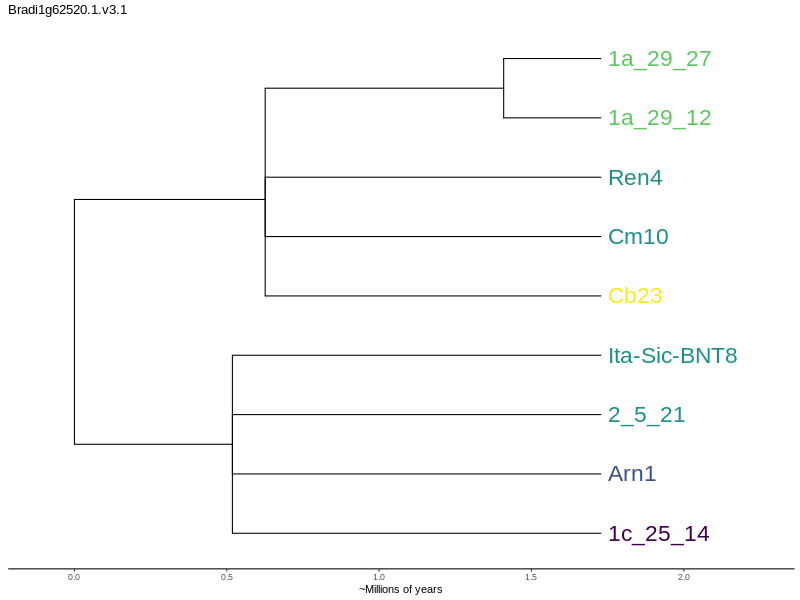 Bradi1g62520.1.v3.1
1a_29_27
1a_29_12
Ren4
Cm10
Cb23
Ita-Sic-BNT8
2_5_21
Arn1
1c_25_14
0.0 0.5 1.0 1.5 2.0
~Millions of years